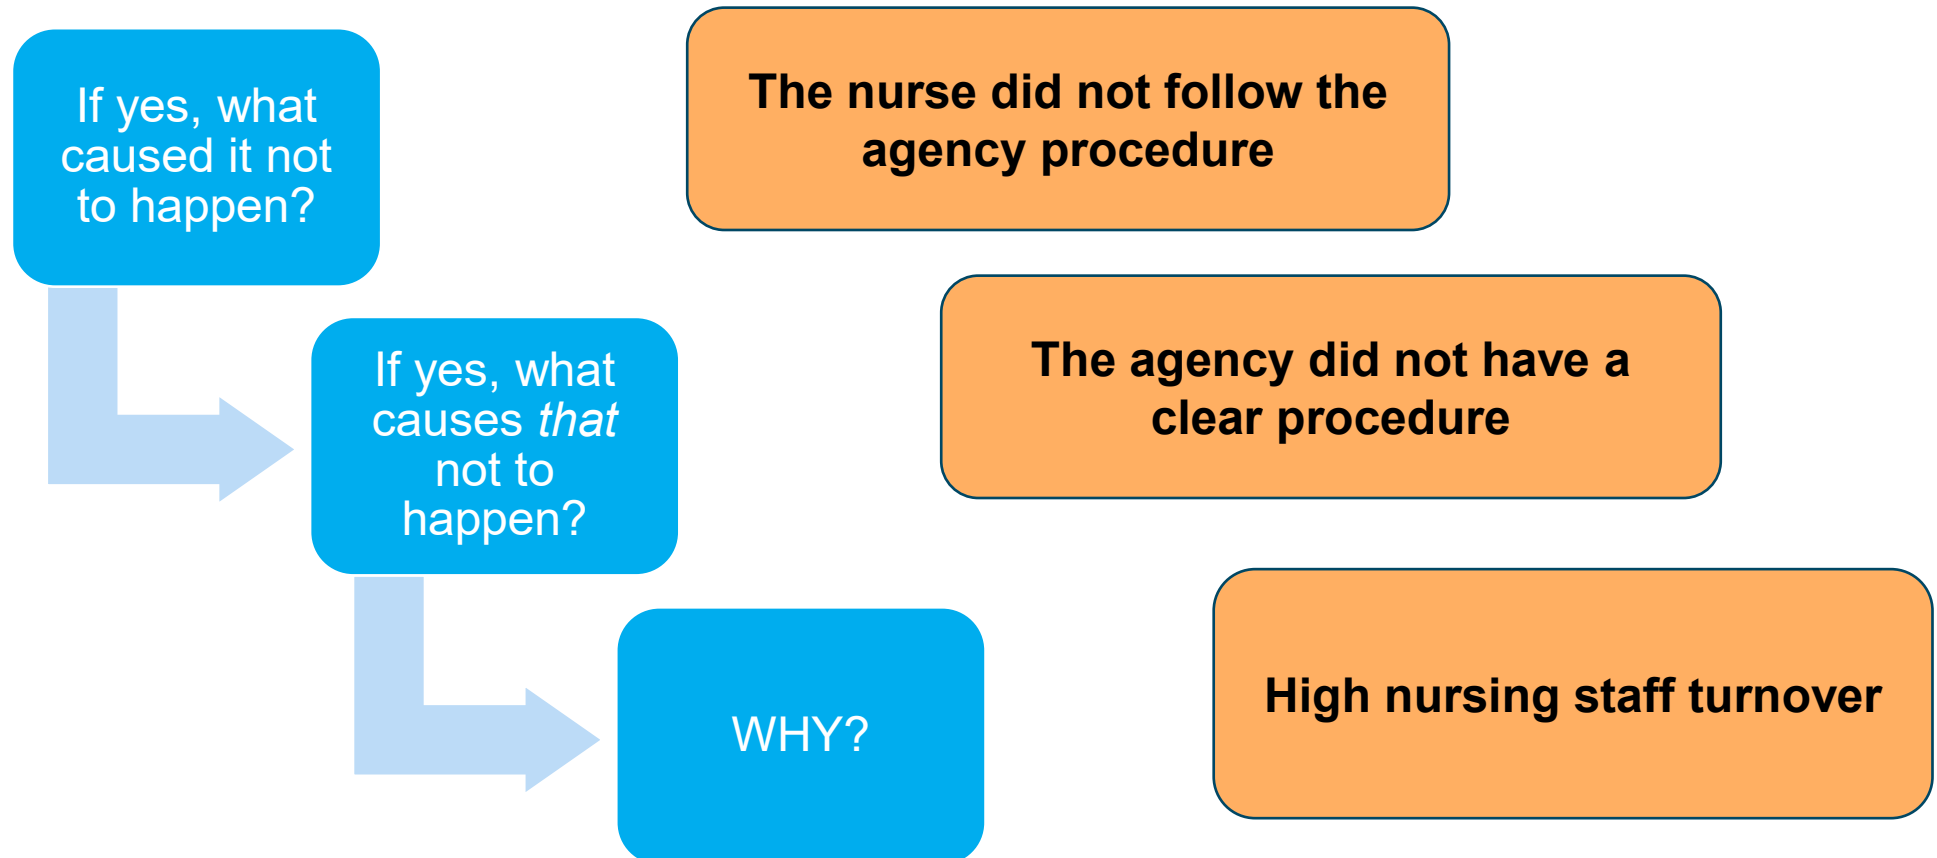 If yes, what
caused it not
to happen?
The nurse did not follow the
agency procedure
If yes, what
causes that
not to
happen?
The agency did not have a
clear procedure
WHY?
High nursing staff turnover